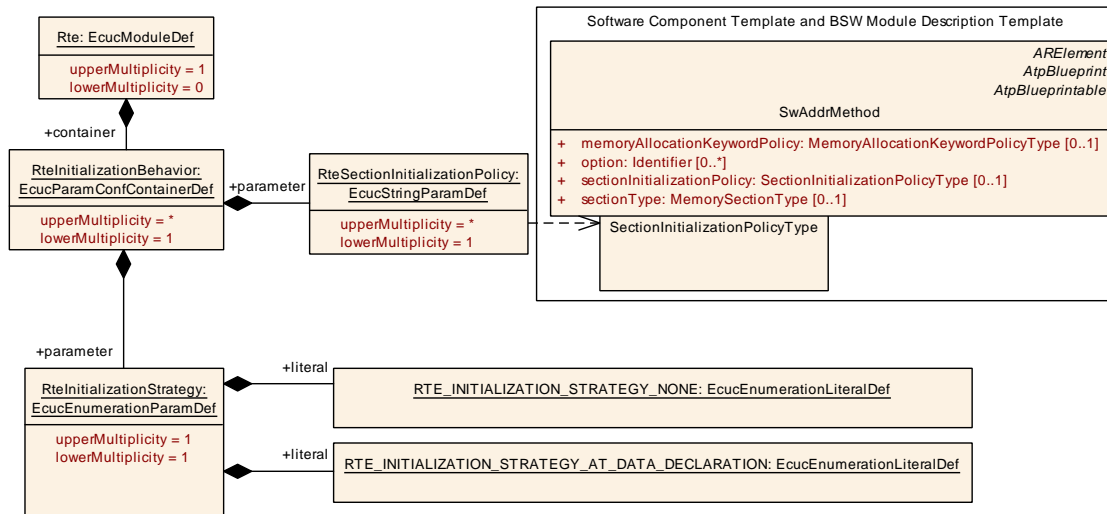 Rte: EcucModuleDef
upperMultiplicity = 1
lowerMultiplicity = 0
+container
RteInitializationBehavior:
EcucParamConfContainerDef
upperMultiplicity = *
lowerMultiplicity = 1
+parameter
RteSectionInitializationPolicy:
EcucStringParamDef
upperMultiplicity = *
lowerMultiplicity = 1
Software Component Template and BSW Module Description Template
ARElement
AtpBlueprint
AtpBlueprintable
SwAddrMethod
+ memoryAllocationKeywordPolicy: MemoryAllocationKeywordPolicyType [0..1]
+ option: Identifier [0..*]
+ sectionInitializationPolicy: SectionInitializationPolicyType [0..1]
+ sectionType: MemorySectionType [0..1]
SectionInitializationPolicyType
+parameter
RteInitializationStrategy:
EcucEnumerationParamDef
upperMultiplicity = 1
lowerMultiplicity = 1
+literal
RTE_INITIALIZATION_STRATEGY_NONE: EcucEnumerationLiteralDef
+literal
RTE_INITIALIZATION_STRATEGY_AT_DATA_DECLARATION: EcucEnumerationLiteralDef